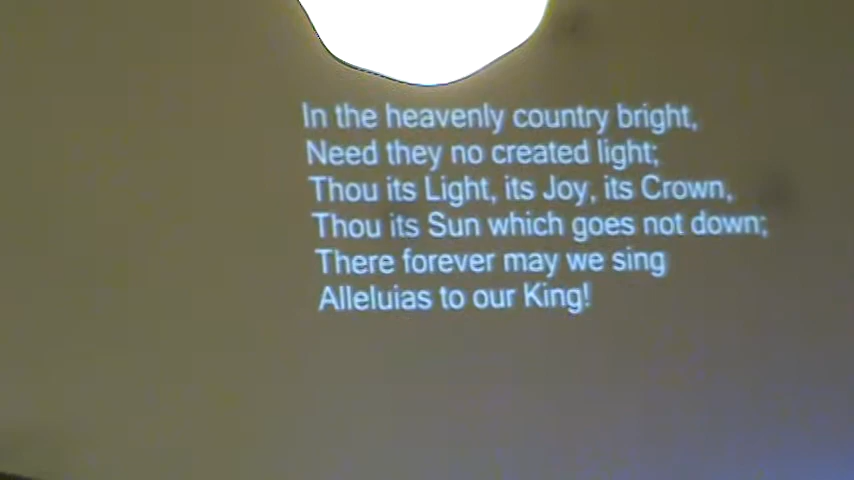 In the heavenly country bright,
Need they no created light;
Thou its Light, its Joy, its Crown,
Thou its Sun which goes not down;
There forever may we sing
Alleluias to our King!